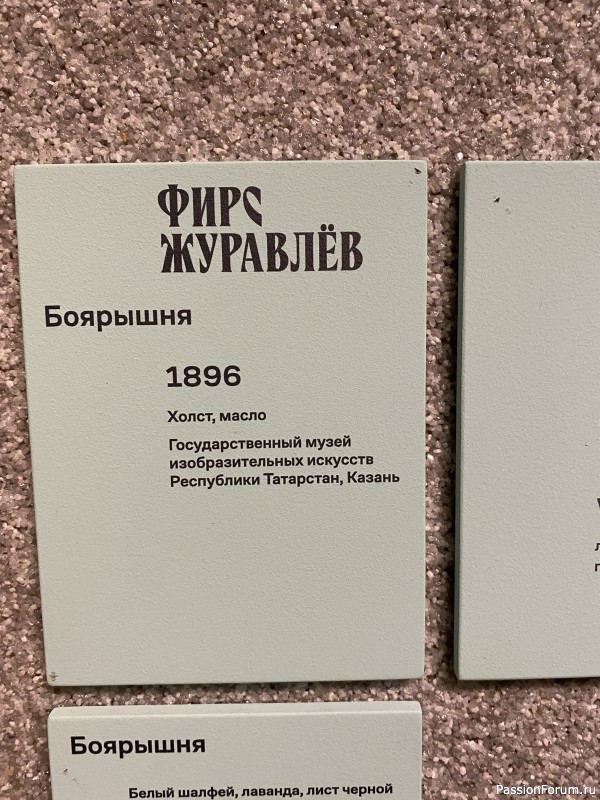 ФИРС
ЖУРАВЛЁВ
Боярышня
1896
Холст, масло
Государственный музей
изобразительных искусств
Республики Татарстан, Казань
Боярышня
Белый шалфей, лаванда, лист черной
PassionForum.ru